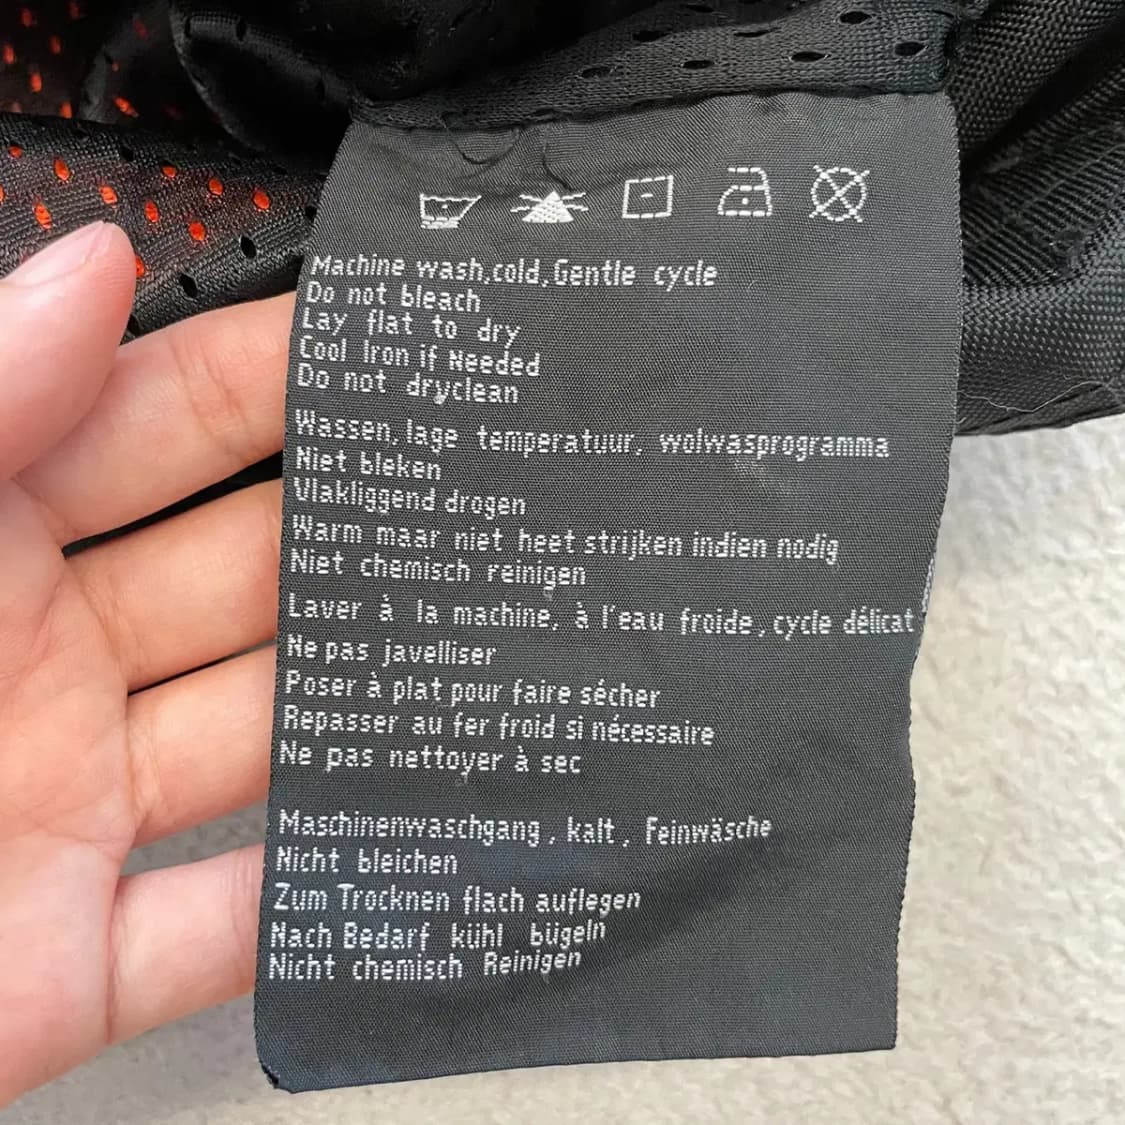 Machine wash,cold,Gentle cycle
Do not bleach
Lay flat to dry
Cool Iron if Needed
Do not dryclean
Wassen, lage temperatuur, wolwasprogramma
Niet bleken
Vlakliggend drogen
Warm maar niet heet strijken indien nodig
Niet chemisch reinigen
Laver à la machine, à l'eau froide, cycle délicat
Ne pas javelliser
Poser à plat pour faire sécher
Repasser au fer froid si nécessaire
Ne pas nettoyer à sec
Maschinenwaschgang, kalt, Feinwäsche
Nicht bleichen
Zum Trocknen flach auflegen
Nach Bedarf kühl bügeln
Nicht chemisch Reinigen